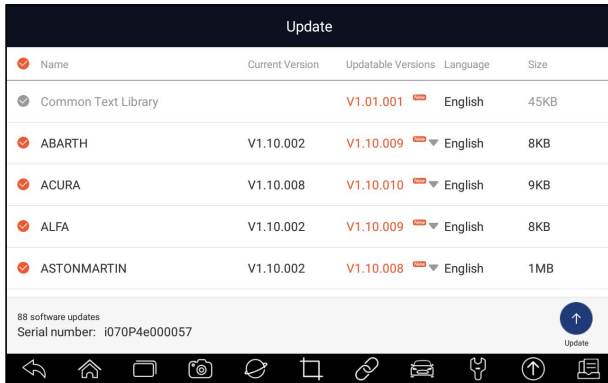 Update
Name Current Version Updatable Versions Language Size
Common Text Library V1.01.001 New English 45KB
ABARTH V1.10.002 V1.10.009 New English 8KB
ACURA V1.10.008 V1.10.010 New English 9KB
ALFA V1.10.002 V1.10.009 New English 8KB
ASTONMARTIN V1.10.002 V1.10.008 New English 1MB
88 software updates
Serial number: i070P4e000057
Update